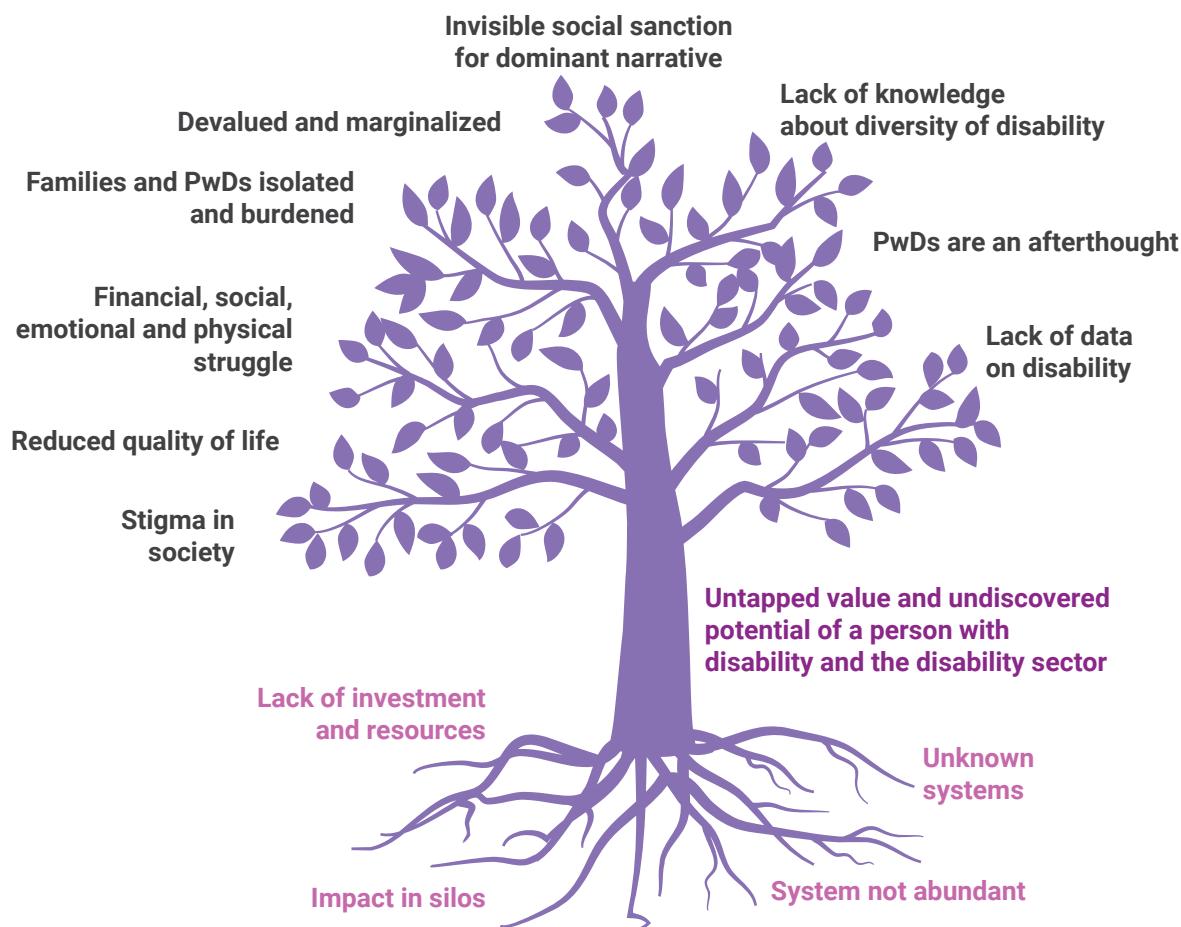 Invisible social sanction
for dominant narrative
Devalued and marginalized
Lack of knowledge
about diversity of disability
Families and PwDs isolated
and burdened
PwDs are an afterthought
Financial, social,
emotional and physical
struggle
Lack of data
on disability
Reduced quality of life
Stigma in
society
Untapped value and undiscovered
potential of a person with
disability and the disability sector
Lack of investment
and resources
Unknown
systems
Impact in silos
System not abundant